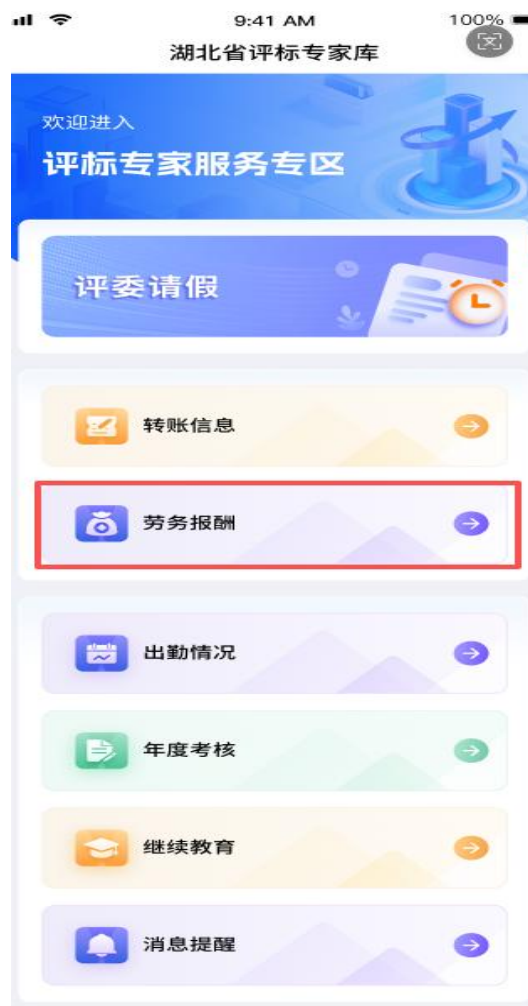 9:41 AM
100%
湖北省评标专家库
欢迎进入
评标专家服务专区
评委请假
转账信息
劳务报酬
出勤情况
年度考核
继续教育
消息提醒